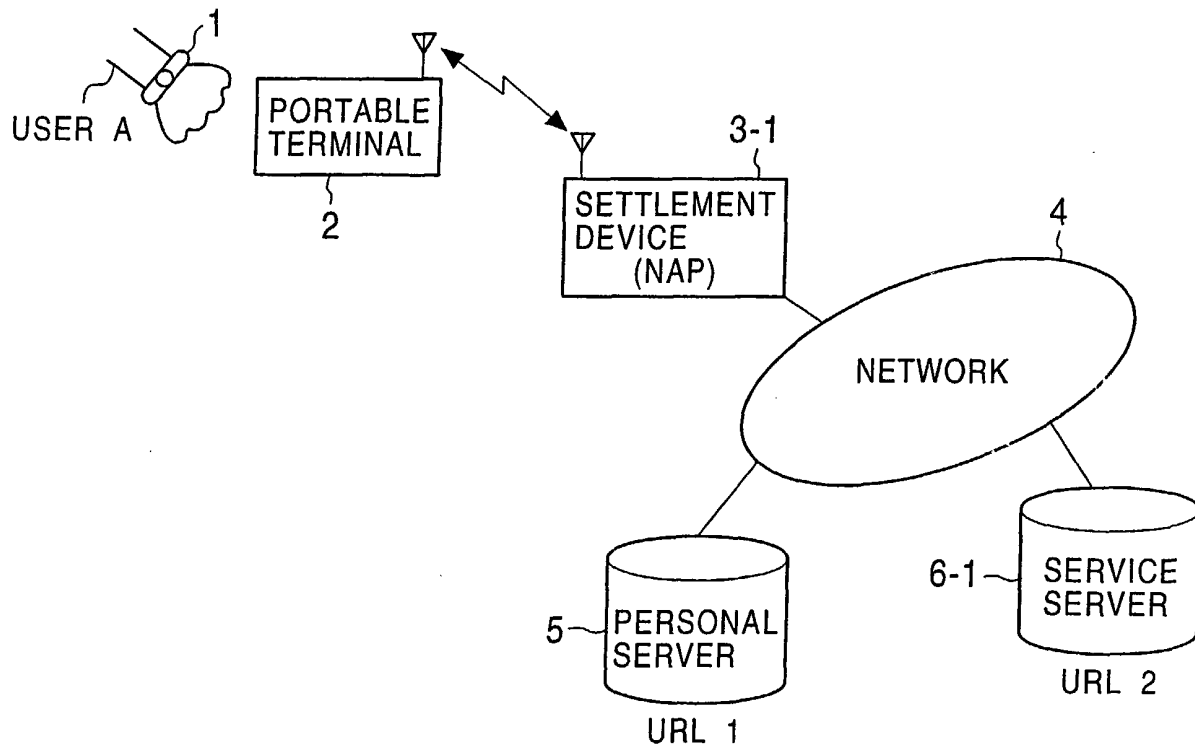 1
USER A
PORTABLE
TERMINAL
2
3-1
SETTLEMENT
DEVICE
(NAP)
4
NETWORK
5
PERSONAL
SERVER
URL 1
6-1
SERVICE
SERVER
URL 2